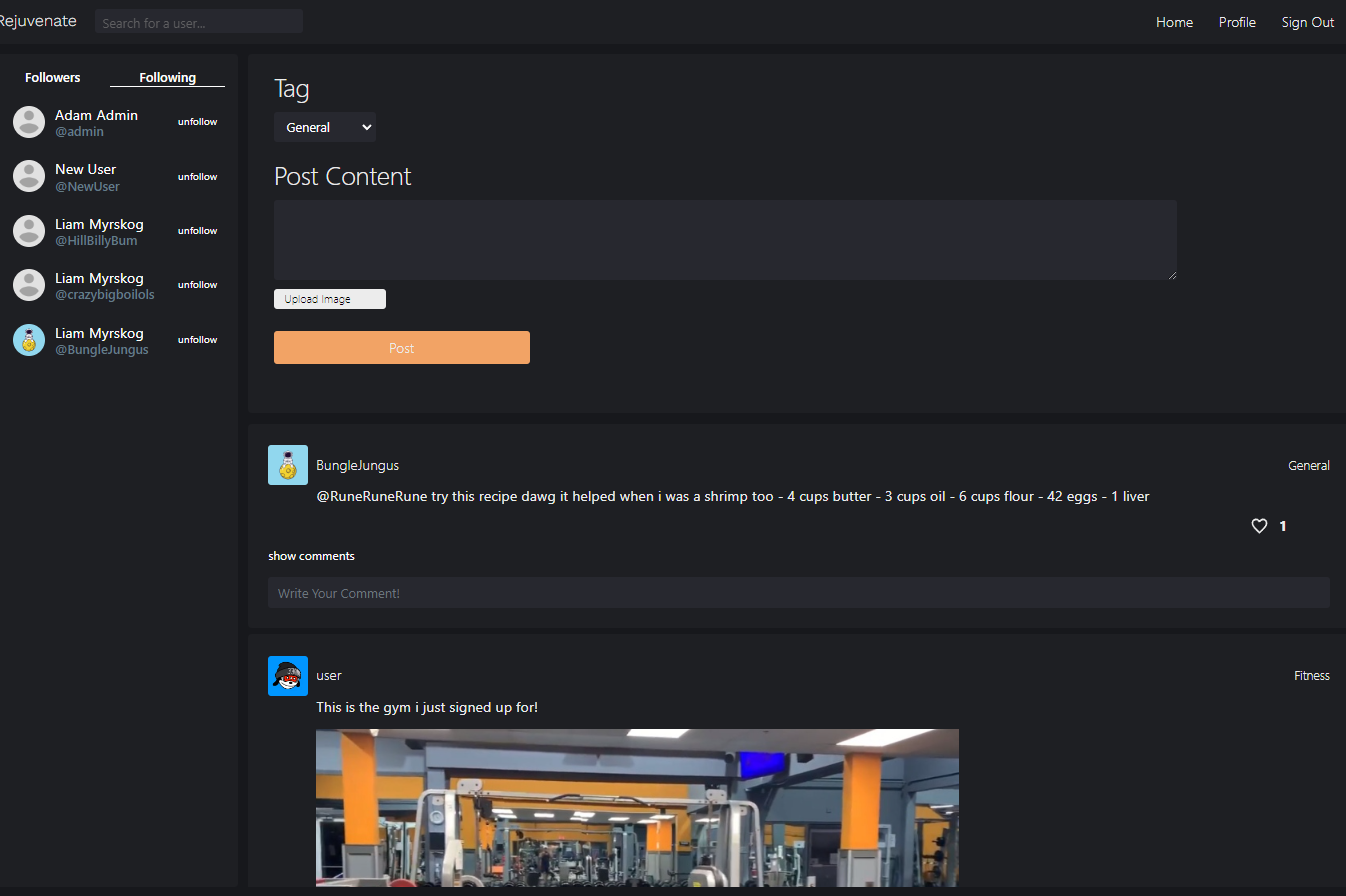 Rejuvenate
Search for a user...
Home
Profile
Sign Out
Followers
Following
Adam Admin
@admin
unfollow
New User
@NewUser
unfollow
Liam Myrskog
@HillBillyBum
unfollow
Liam Myrskog
@crazybigboilols
unfollow
Liam Myrskog
@BungleJungus
unfollow
Tag
General
Post Content
Upload Image
Post
BungleJungus
General
@RuneRuneRune try this recipe dawg it helped when i was a shrimp too - 4 cups butter - 3 cups oil - 6 cups flour - 42 eggs - 1 liver
1
show comments
Write Your Comment!
user
Fitness
This is the gym i just signed up for!